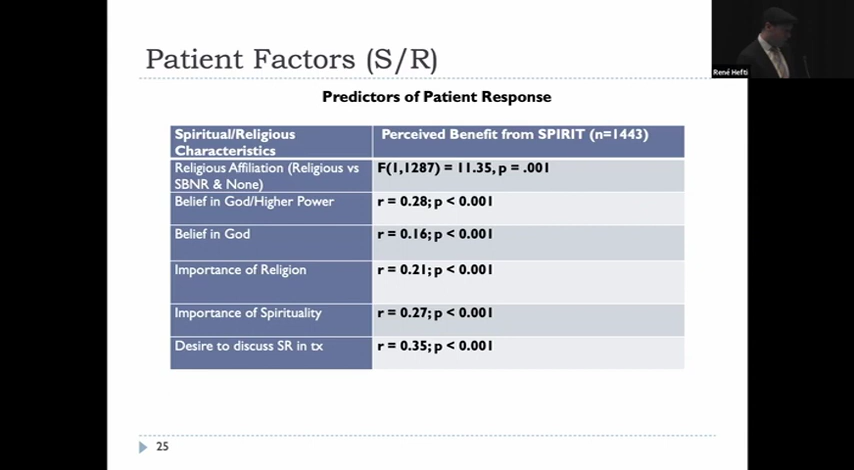 Patient Factors (S/R)
René Hefti
Predictors of Patient Response
Spiritual/Religious
Characteristics
Perceived Benefit from SPIRIT (n=1443)
Religious Affiliation (Religious vs
SBNR & None)
F(1,1287) = 11.35, p = .001
Belief in God/Higher Power
r = 0.28; p < 0.001
Belief in God
r = 0.16; p < 0.001
Importance of Religion
r = 0.21; p < 0.001
Importance of Spirituality
r = 0.27; p < 0.001
Desire to discuss SR in tx
r = 0.35; p < 0.001
25